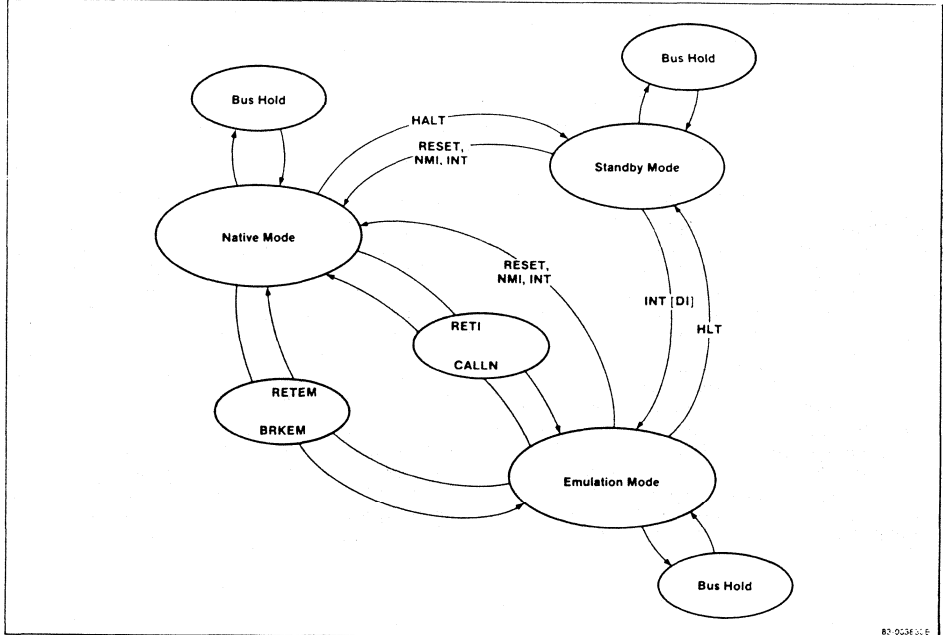 Bus Hold
Bus Hold
HALT
RESET,
NMI, INT
Standby Mode
Native Mode
RESET,
NMI, INT
INT [DI]
HLT
RETI
CALLN
RETEM
BRKEM
Emulation Mode
Bus Hold